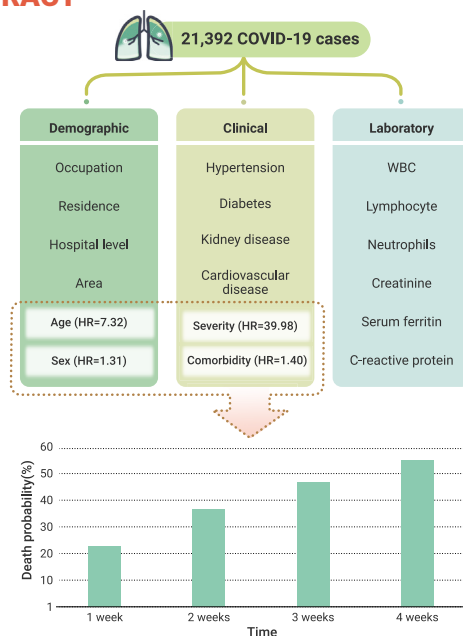 21,392 COVID-19 cases
Demographic
Occupation
Residence
Hospital level
Area
Age (HR=7.32)
Sex (HR=1.31)
Clinical
Hypertension
Diabetes
Kidney disease
Cardiovascular
disease
Severity (HR=39.98)
Comorbidity (HR=1.40)
Laboratory
WBC
Lymphocyte
Neutrophils
Creatinine
Serum ferritin
C-reactive protein
Death probability(%)
60
50
40
30
20
10
1
1 week
2 weeks
3 weeks
4 weeks
Time